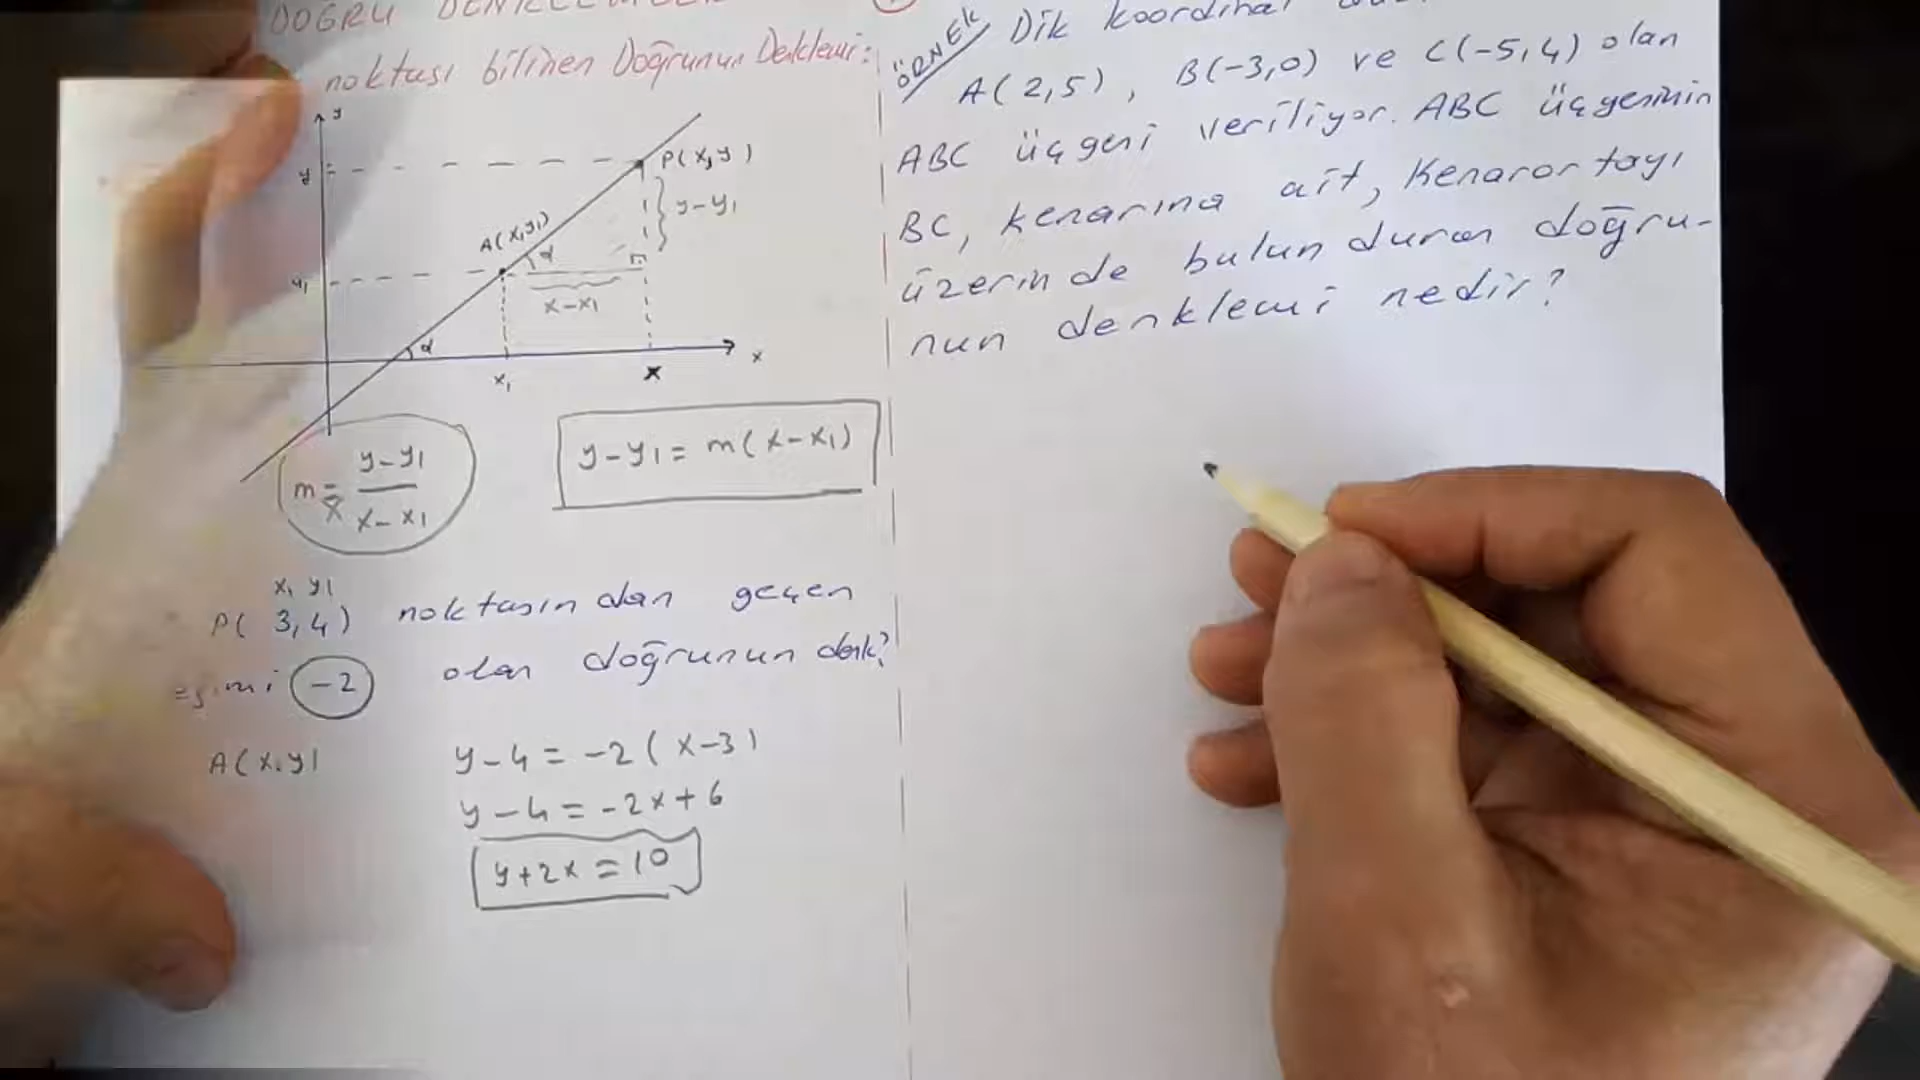 DOĞRU
noktası bilinen Doğrunun Denklemi:
y
P(x,y)
y
y-y₁
A(x₁,y₁)
α
y₁
x-x₁
α
x
x₁
x
m = y-y₁ / x-x₁
y-y₁ = m(x-x₁)
x₁ y₁
P( 3,4) noktasından geçen
eğimi -2 olan doğrunun denk?
A(x,y)
y-4 = -2(x-3)
y-4 = -2x+6
y+2x = 10
ÖRNEK Dik
A(2,5), B(-3,0) ve C(-5,4) olan
ABC üçgeni veriliyor. ABC üçgeninin
BC, kenarına ait, kenarortayı
üzerinde bulunduran doğru-
nun denklemi nedir?